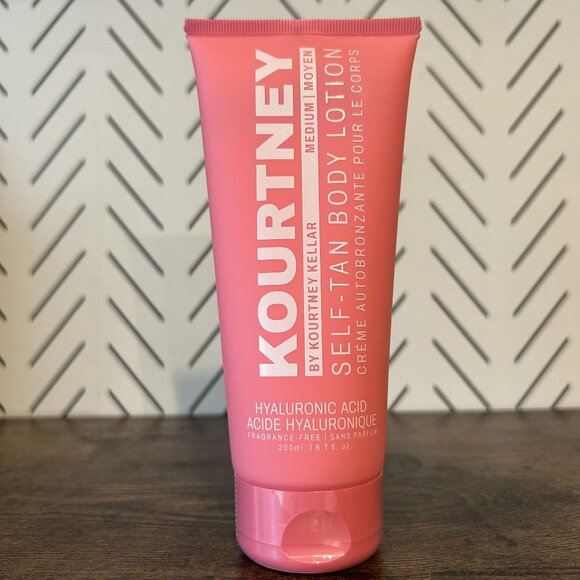 KOURTNEY
BY KOURTNEY KELLAR
MEDIUM | MOYEN
SELF-TAN BODY LOTION
CRÉME AUTOBRONZANTE POUR LE CORPS
HYALURONIC ACID
ACIDE HYALURONIQUE
FRAGRANCE-FREE | SANS PARFUM
200ml. | 6.7 fl. oz.